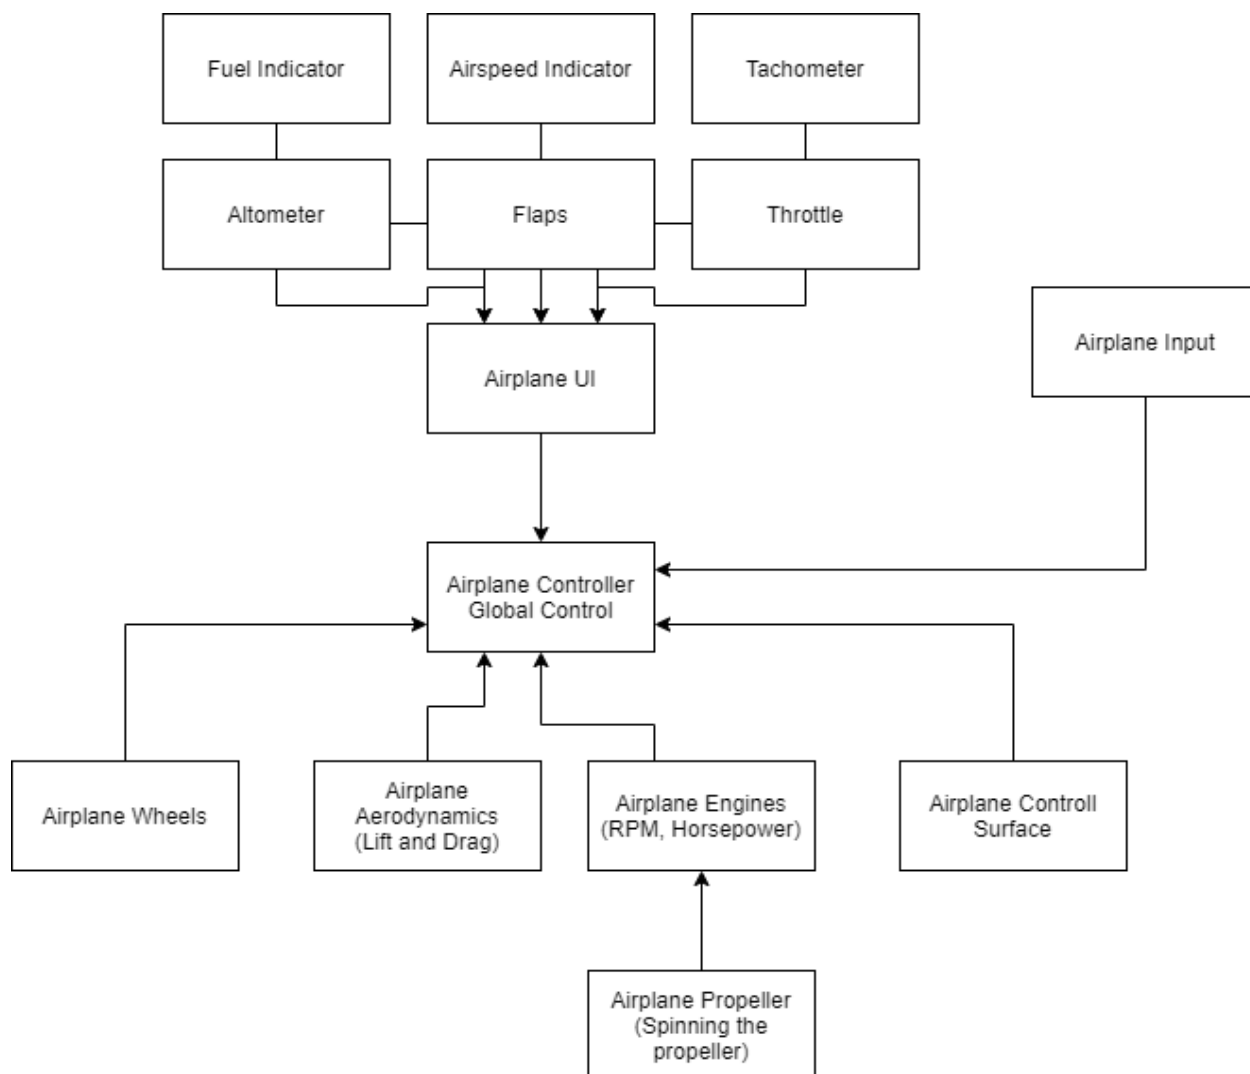 Fuel Indicator
Airspeed Indicator
Tachometer
Altometer
Flaps
Throttle
Airplane Input
Airplane UI
Airplane Controller
Global Control
Airplane Wheels
Airplane
Aerodynamics
(Lift and Drag)
Airplane Engines
(RPM, Horsepower)
Airplane Controll
Surface
Airplane Propeller
(Spinning the
propeller)